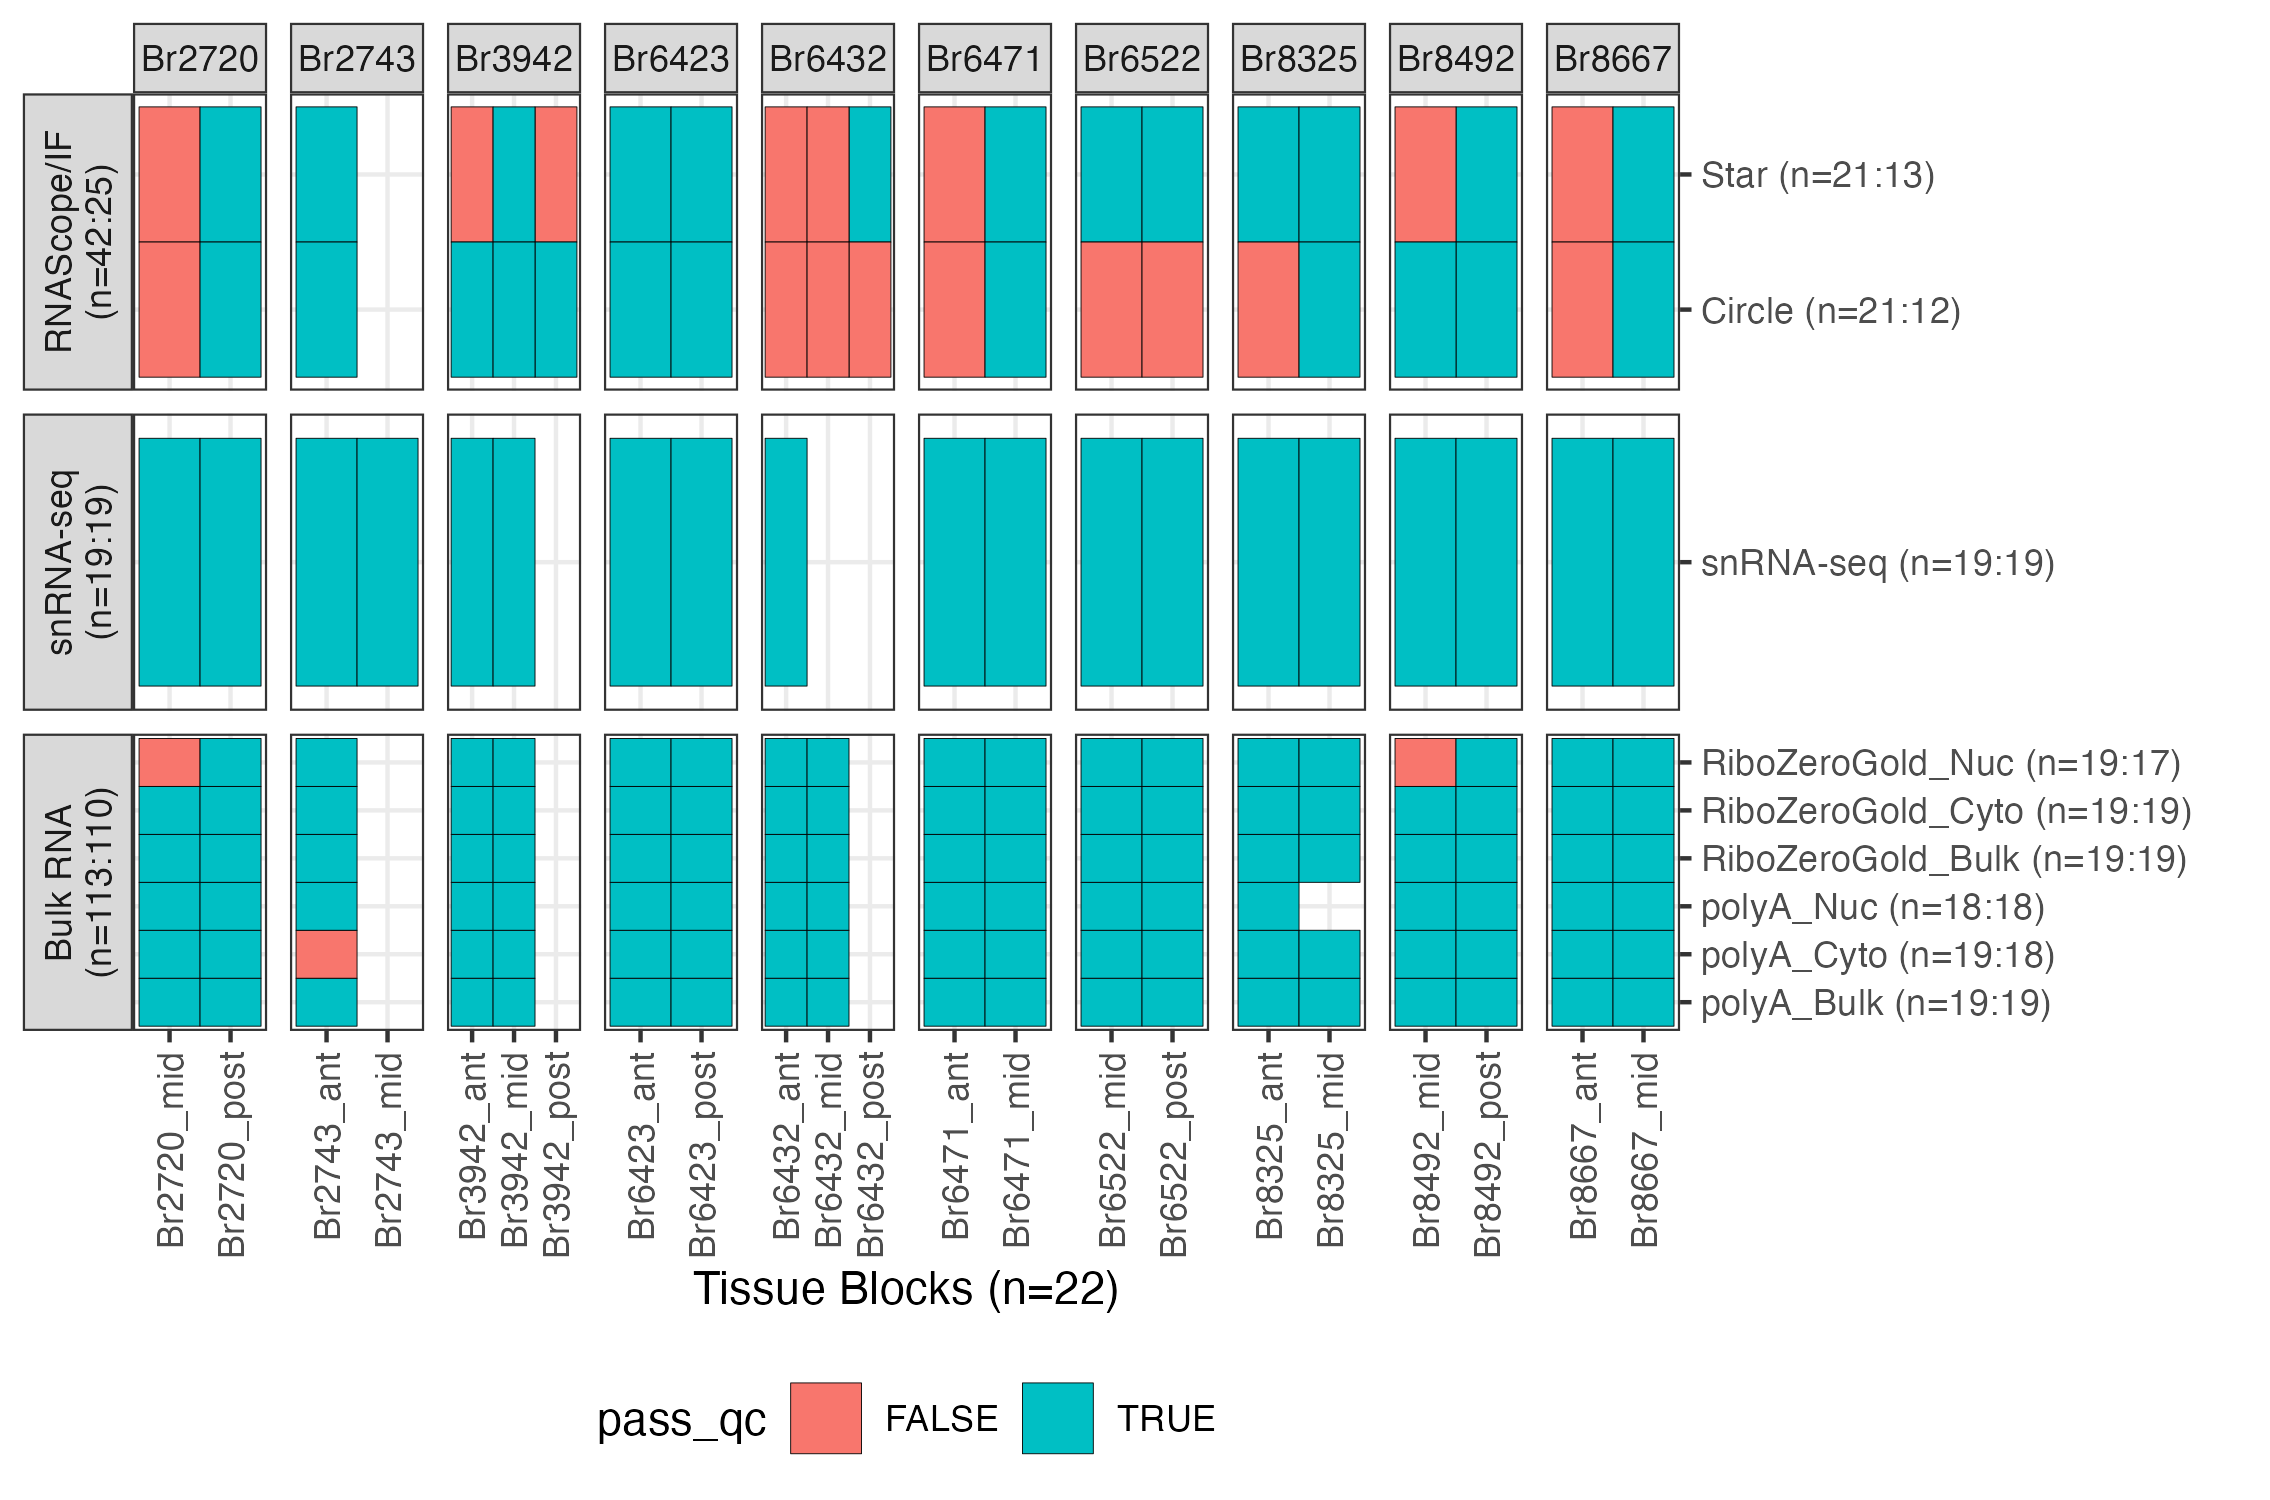 Br2720 Br2743 Br3942 Br6423 Br6432 Br6471 Br6522 Br8325 Br8492 Br8667
RNAScope/IF
(n=42:25)
Star (n=21:13)
Circle (n=21:12)
snRNA-seq
(n=19:19)
snRNA-seq (n=19:19)
Bulk RNA
(n=113:110)
RiboZeroGold_Nuc (n=19:17)
RiboZeroGold_Cyto (n=19:19)
RiboZeroGold_Bulk (n=19:19)
polyA_Nuc (n=18:18)
polyA_Cyto (n=19:18)
polyA_Bulk (n=19:19)
Br2720_mid
Br2720_post
Br2743_ant
Br2743_mid
Br3942_ant
Br3942_mid
Br3942_post
Br6423_ant
Br6423_post
Br6432_ant
Br6432_mid
Br6432_post
Br6471_ant
Br6471_mid
Br6522_mid
Br6522_post
Br8325_ant
Br8325_mid
Br8492_mid
Br8492_post
Br8667_ant
Br8667_mid
Tissue Blocks (n=22)
pass_qc FALSE TRUE